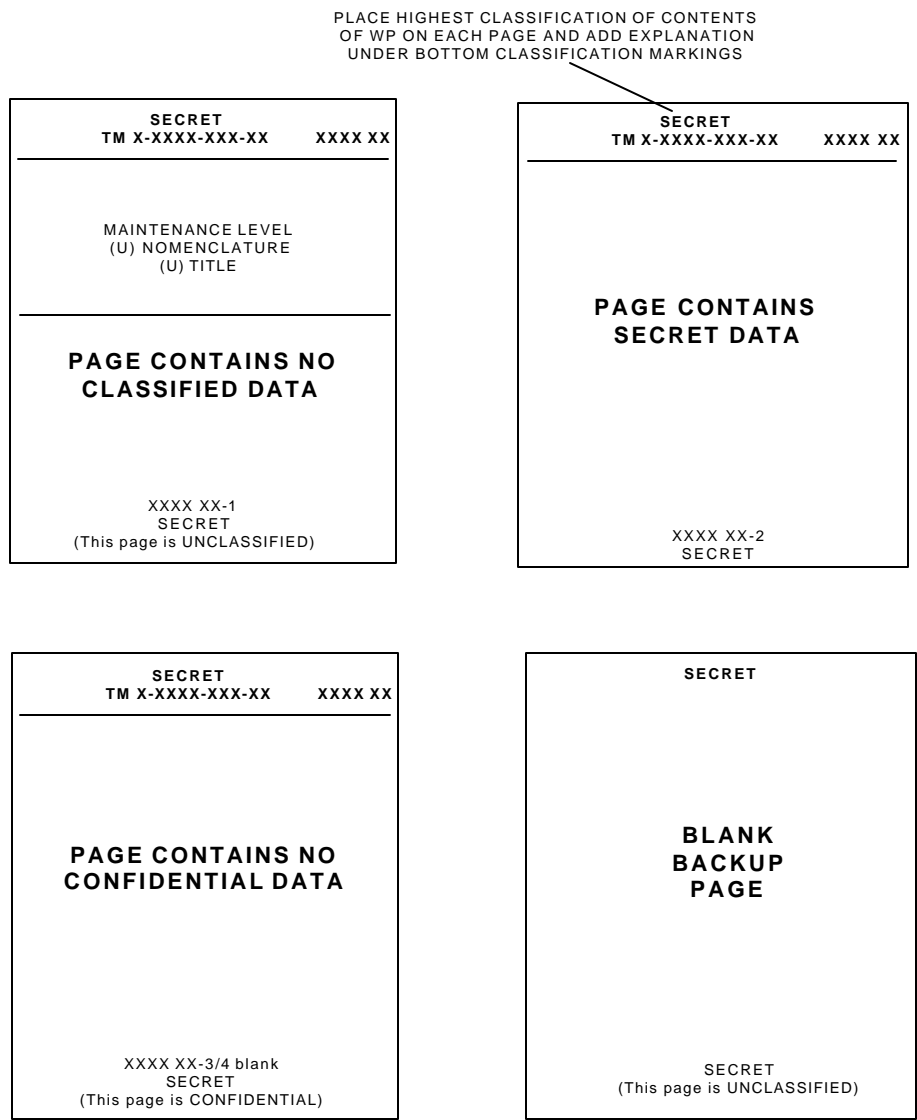 PLACE HIGHEST CLASSIFICATION OF CONTENTS
OF WP ON EACH PAGE AND ADD EXPLANATION
UNDER BOTTOM CLASSIFICATION MARKINGS
SECRET
TM X-XXXX-XXX-XX XXXX XX
MAINTENANCE LEVEL
(U) NOMENCLATURE
(U) TITLE
PAGE CONTAINS NO
CLASSIFIED DATA
XXXX XX-1
SECRET
(This page is UNCLASSIFIED)
SECRET
TM X-XXXX-XXX-XX XXXX XX
PAGE CONTAINS
SECRET DATA
XXXX XX-2
SECRET
SECRET
TM X-XXXX-XXX-XX XXXX XX
PAGE CONTAINS NO
CONFIDENTIAL DATA
XXXX XX-3/4 blank
SECRET
(This page is CONFIDENTIAL)
SECRET
BLANK
BACKUP
PAGE
SECRET
(This page is UNCLASSIFIED)